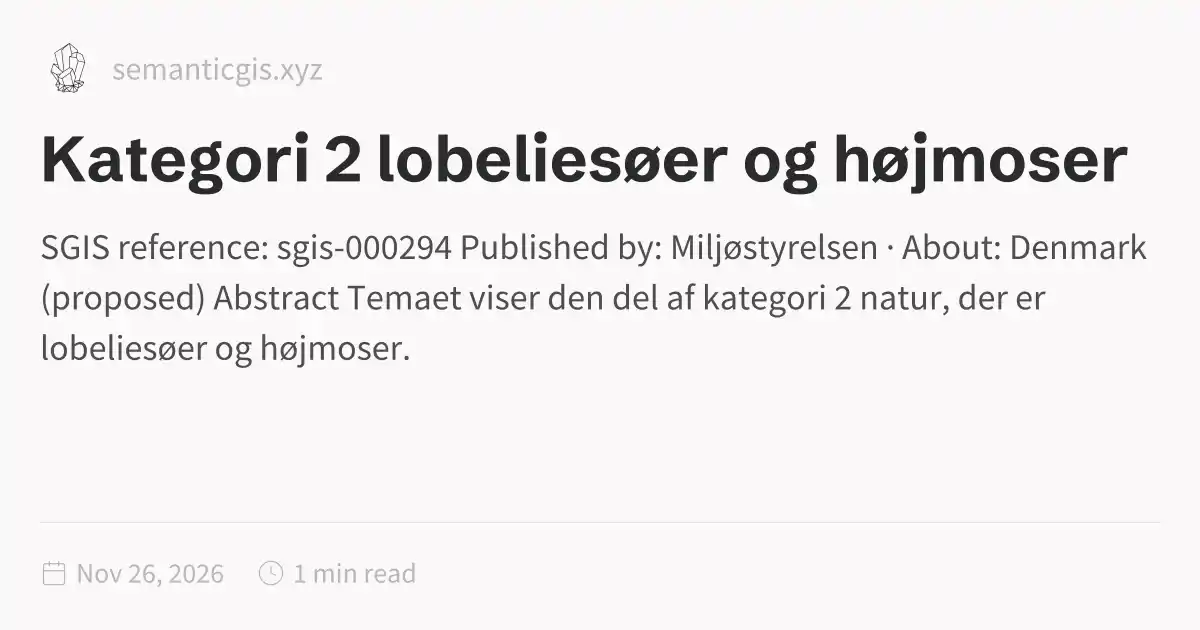 semanticgis.xyz
Kategori 2 lobeliesøer og højmoser
SGIS reference: sgis-000294 Published by: Miljøstyrelsen · About: Denmark
(proposed) Abstract Temaet viser den del af kategori 2 natur, der er
lobeliesøer og højmoser.
Nov 26, 2026
1 min read